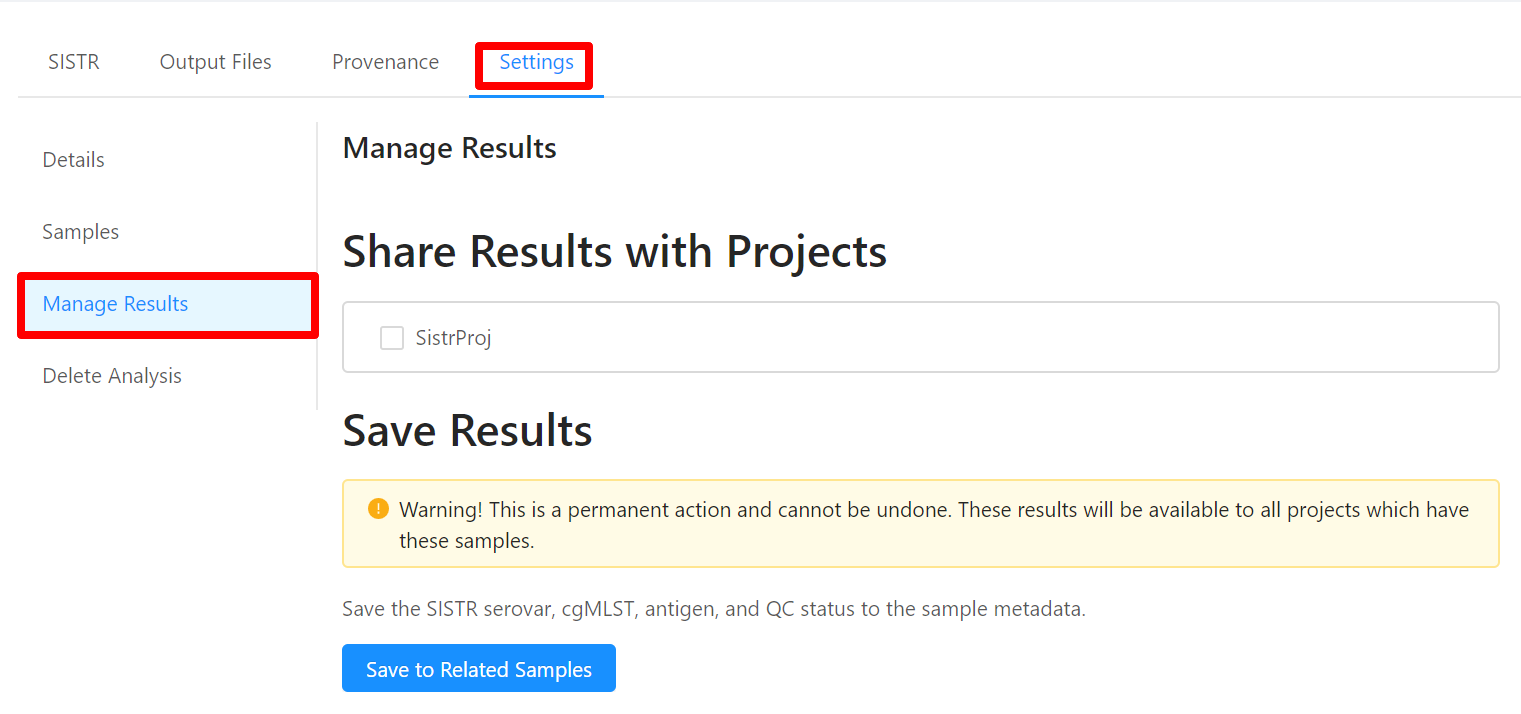 SISTR Output Files Provenance Settings
Details
Samples
Manage Results
Delete Analysis
Manage Results
Share Results with Projects
SistrProj
Save Results
Warning! This is a permanent action and cannot be undone. These results will be available to all projects which have
these samples.
Save the SISTR serovar, cgMLST, antigen, and QC status to the sample metadata.
Save to Related Samples